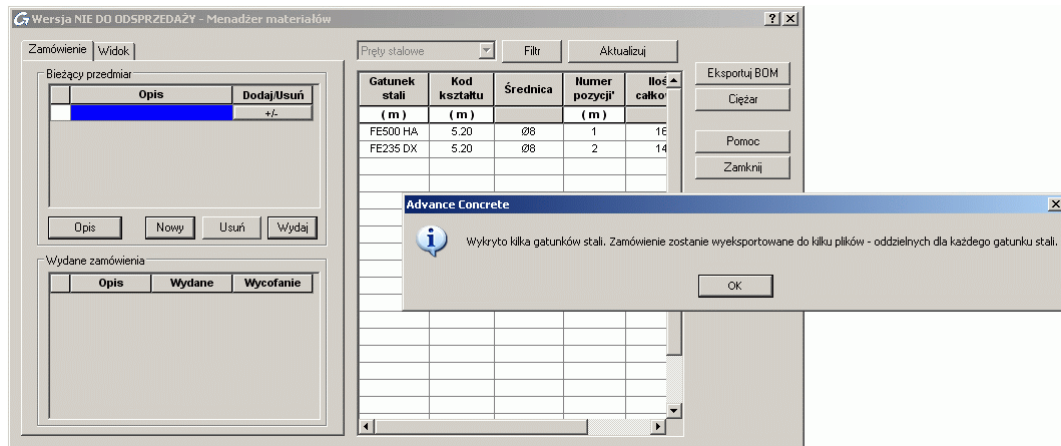 Wersja NIE DO ODSPRZEDAŻY - Menadżer materiałów
Zamówienie Widok
Bieżący przedmiar
Opis Dodaj/Usuń
+/-
Opis Nowy Usuń Wydaj
Wydane zamówienia
Opis Wydane Wycofanie
Pręty stalowe Filtr Aktualizuj
Gatunek stali Kod kształtu Średnica Numer pozycji' Iloś całko
( m ) ( m ) ( m )
FE500 HA 5.20 Ø8 1 16
FE235 DX 5.20 Ø8 2 14
Eksportuj BOM
Ciężar
Pomoc
Zamknij
Advance Concrete
Wykryto kilka gatunków stali. Zamówienie zostanie wyeksportowane do kilku plików - oddzielnych dla każdego gatunku stali.
OK